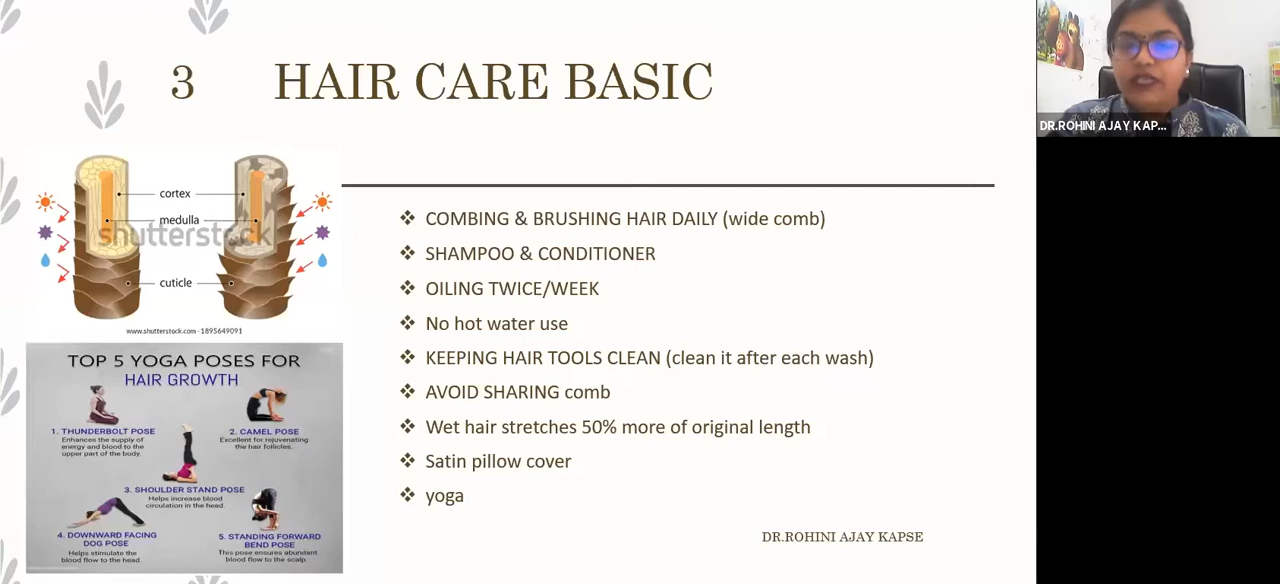 3 HAIR CARE BASIC
DR.ROHINI AJAY KAP...
cortex
medulla
shutterstock
cuticle
www.shutterstock.com · 1895649091
❖ COMBING & BRUSHING HAIR DAILY (wide comb)
❖ SHAMPOO & CONDITIONER
❖ OILING TWICE/WEEK
❖ No hot water use
❖ KEEPING HAIR TOOLS CLEAN (clean it after each wash)
❖ AVOID SHARING comb
❖ Wet hair stretches 50% more of original length
❖ Satin pillow cover
❖ yoga
TOP 5 YOGA POSES FOR
HAIR GROWTH
1. THUNDERBOLT POSE
Enhances the supply of
energy and blood to the
upper part of the body.
2. CAMEL POSE
Excellent for rejuvenating
the hair follicles.
3. SHOULDER STAND POSE
Helps increase blood
circulation in the head.
4. DOWNWARD FACING
DOG POSE
Helps stimulate the
blood flow to the head.
5. STANDING FORWARD
BEND POSE
This pose ensures abundant
blood flow to the scalp.
DR.ROHINI AJAY KAPSE